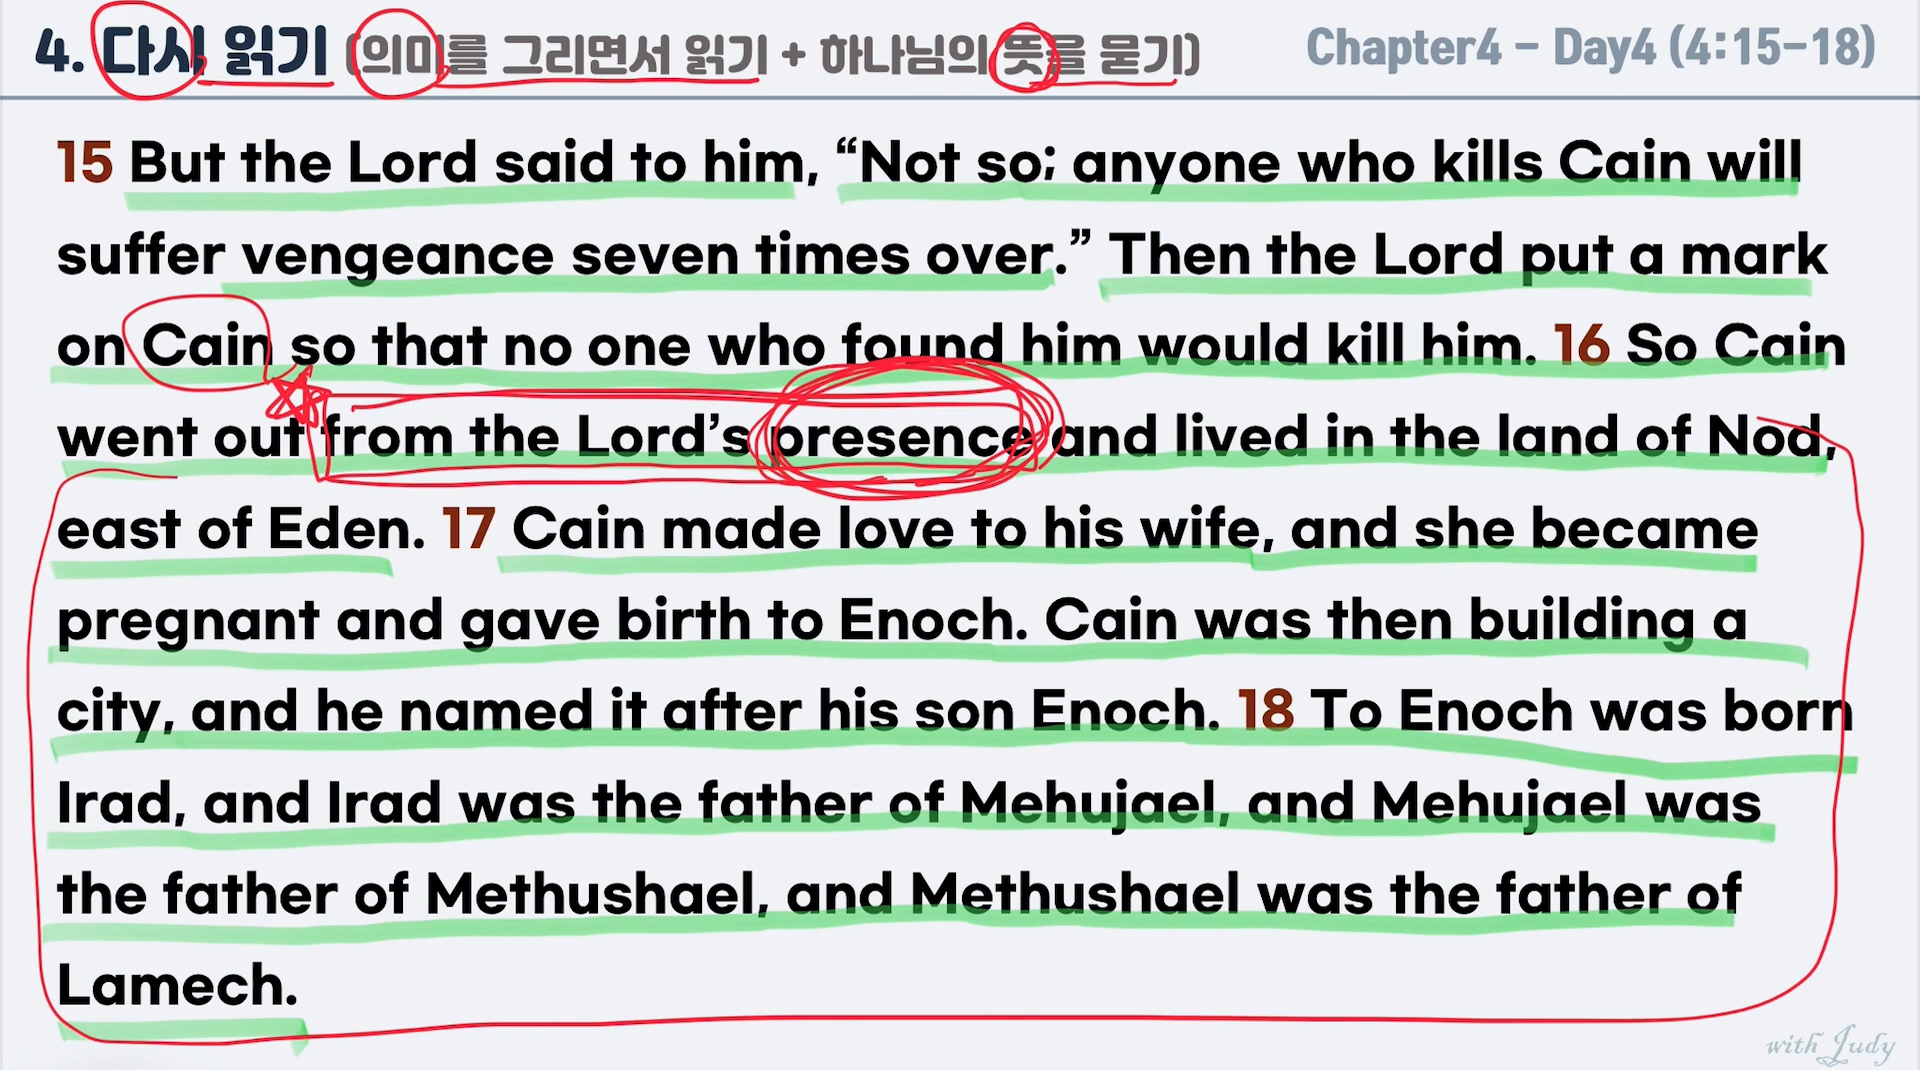 4. 다시 읽기 (의미를 그리면서 읽기 + 하나님의 뜻을 묻기)
Chapter4 – Day4 (4:15-18)
15 But the Lord said to him, “Not so; anyone who kills Cain will
suffer vengeance seven times over.” Then the Lord put a mark
on Cain so that no one who found him would kill him. 16 So Cain
went out from the Lord’s presence and lived in the land of Nod,
east of Eden. 17 Cain made love to his wife, and she became
pregnant and gave birth to Enoch. Cain was then building a
city, and he named it after his son Enoch. 18 To Enoch was born
Irad, and Irad was the father of Mehujael, and Mehujael was
the father of Methushael, and Methushael was the father of
Lamech.
with Judy